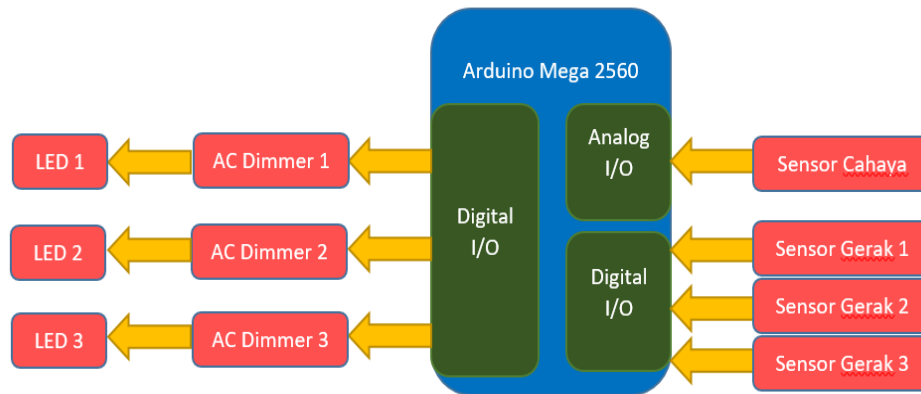 Arduino Mega 2560
LED 1
AC Dimmer 1
LED 2
AC Dimmer 2
LED 3
AC Dimmer 3
Digital
I/O
Analog
I/O
Digital
I/O
Sensor Cahaya
Sensor Gerak 1
Sensor Gerak 2
Sensor Gerak 3